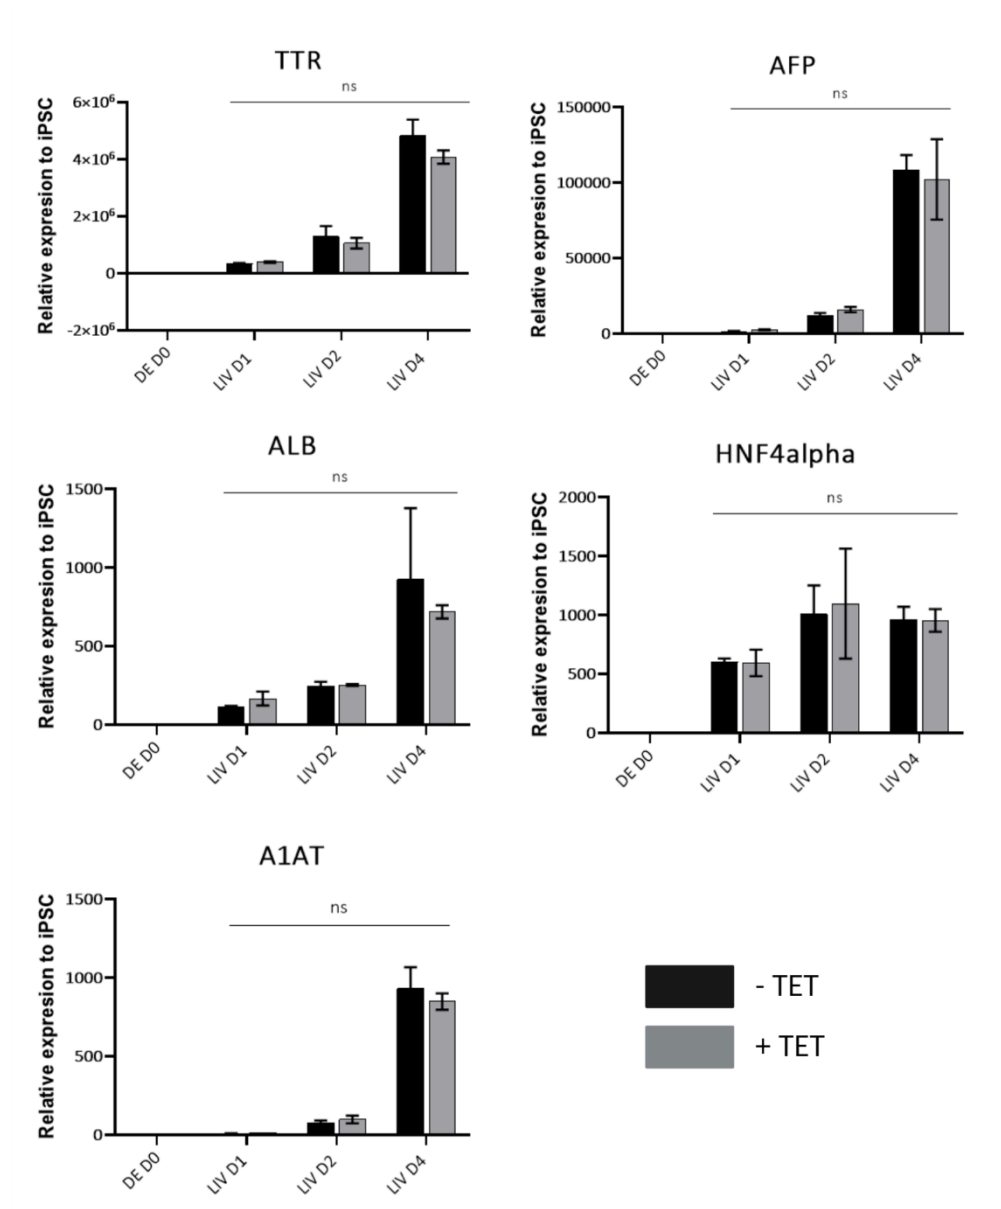 TTR
ns
Relative expresion to iPSC
6×10⁶
4×10⁶
2×10⁶
0
-2×10⁶
DE D0
LIV D1
LIV D2
LIV D4
AFP
ns
Relative expresion to iPSC
150000
100000
50000
0
DE D0
LIV D1
LIV D2
LIV D4
ALB
ns
Relative expresion to iPSC
1500
1000
500
0
DE D0
LIV D1
LIV D2
LIV D4
HNF4alpha
ns
Relative expresion to iPSC
2000
1500
1000
500
0
DE D0
LIV D1
LIV D2
LIV D4
A1AT
ns
Relative expresion to iPSC
1500
1000
500
0
DE D0
LIV D1
LIV D2
LIV D4
- TET
+ TET